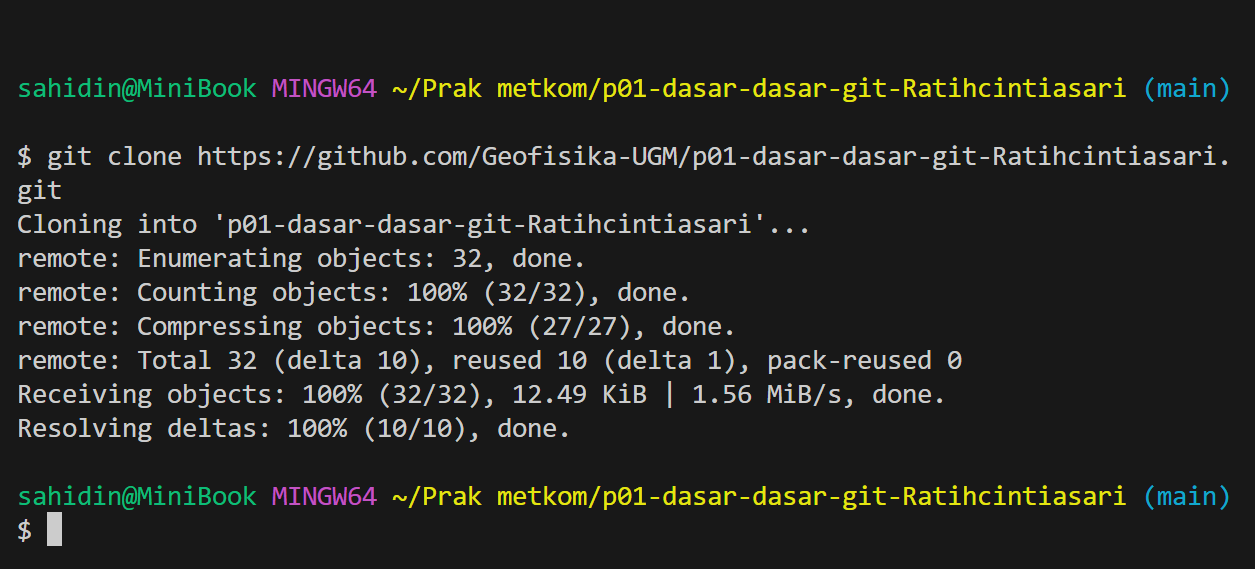 sahidin@MiniBook MINGW64 ~/Prak metkom/p01-dasar-dasar-git-Ratihcintiasari (main)
$ git clone https://github.com/Geofisika-UGM/p01-dasar-dasar-git-Ratihcintiasari.
git
Cloning into 'p01-dasar-dasar-git-Ratihcintiasari'...
remote: Enumerating objects: 32, done.
remote: Counting objects: 100% (32/32), done.
remote: Compressing objects: 100% (27/27), done.
remote: Total 32 (delta 10), reused 10 (delta 1), pack-reused 0
Receiving objects: 100% (32/32), 12.49 KiB | 1.56 MiB/s, done.
Resolving deltas: 100% (10/10), done.
sahidin@MiniBook MINGW64 ~/Prak metkom/p01-dasar-dasar-git-Ratihcintiasari (main)
$